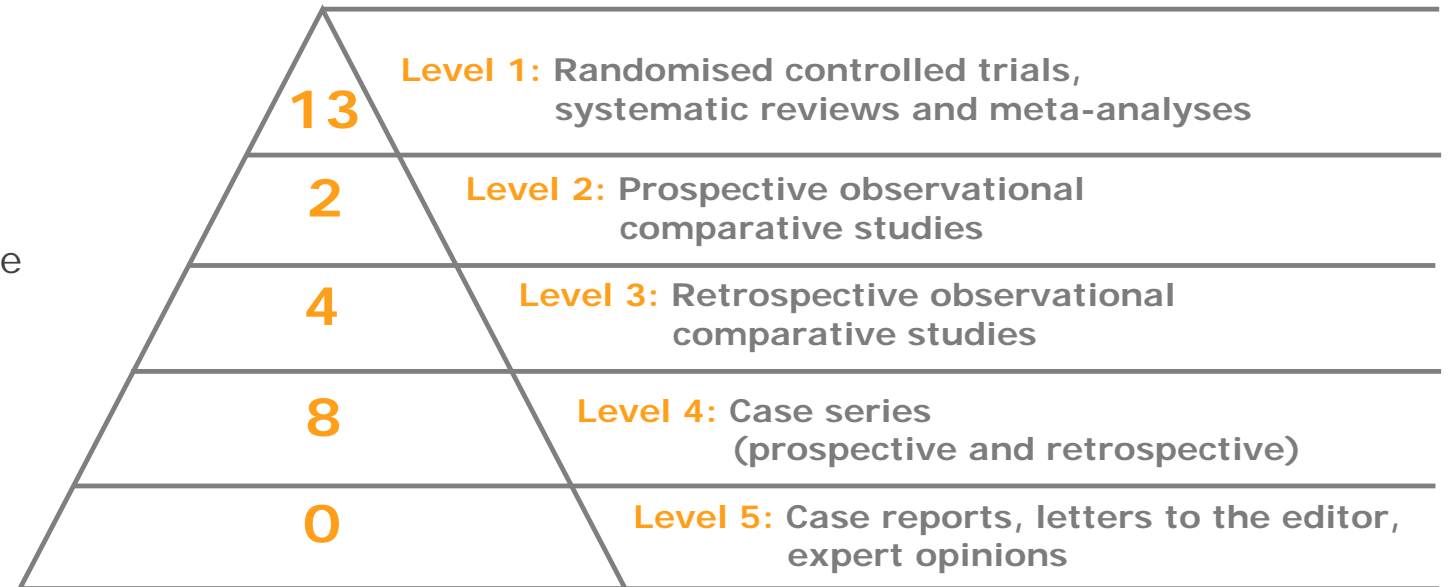 Level 1: Randomised controlled trials,
13
systematic reviews and meta-analyses
2
Level 2: Prospective observational
comparative studies
e
4
Level 3: Retrospective observational
comparative studies
8
Level 4: Case series
(prospective and retrospective)
0
Level 5: Case reports, letters to the editor,
expert opinions